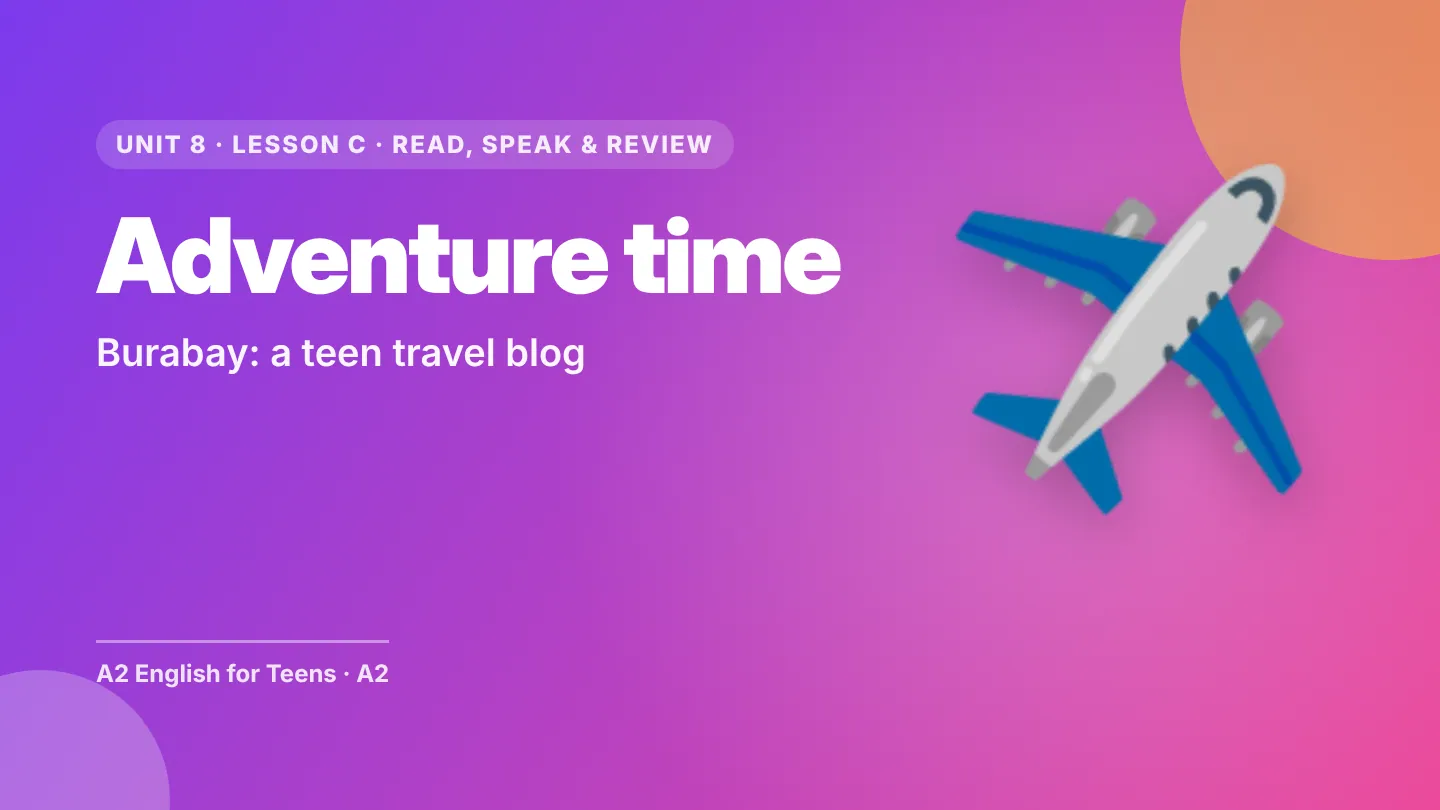 UNIT 8 · LESSON C · READ, SPEAK & REVIEW
Adventure time
Burabay: a teen travel blog
A2 English for Teens · A2